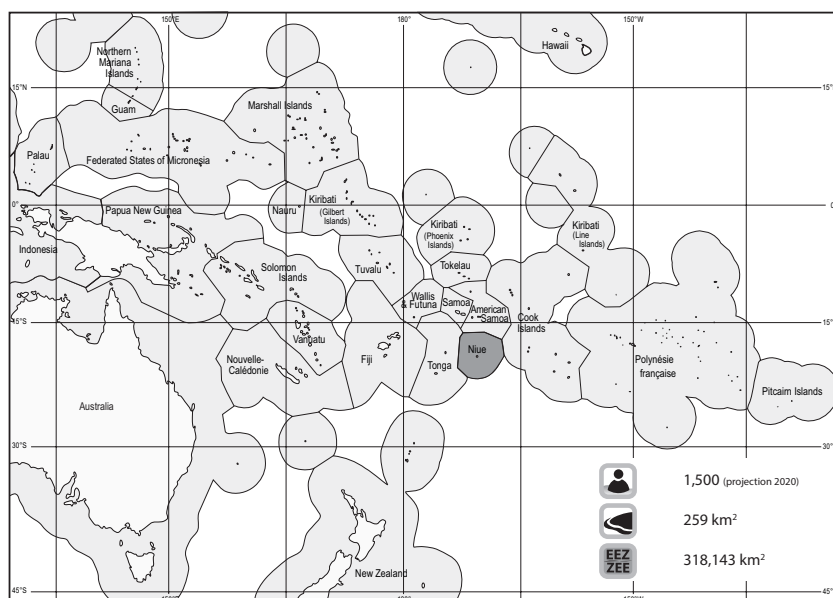 150°E
180°
150°W
Hawaii
Northern
Mariana
Islands
15°N
15°N
Guam
Marshall Islands
Palau
Federated States of Micronesia
0°
0°
Papua New Guinea
Nauru
Kiribati
(Gilbert
Islands)
Kiribati
(Phoenix
Islands)
Kiribati
(Line
Islands)
Indonesia
Solomon
Islands
Tuvalu
Tokelau
Wallis
& Futuna
Samoa
American
Samoa
Cook
Islands
15°S
15°S
Vanuatu
Nouvelle-
Calédonie
Fiji
Tonga
Niue
Polynésie
française
Pitcairn Islands
Australia
30°S
30°S
1,500 (projection 2020)
259 km²
EEZ
ZEE
318,143 km²
New Zealand
45°S
45°S
150°E
180°
150°W